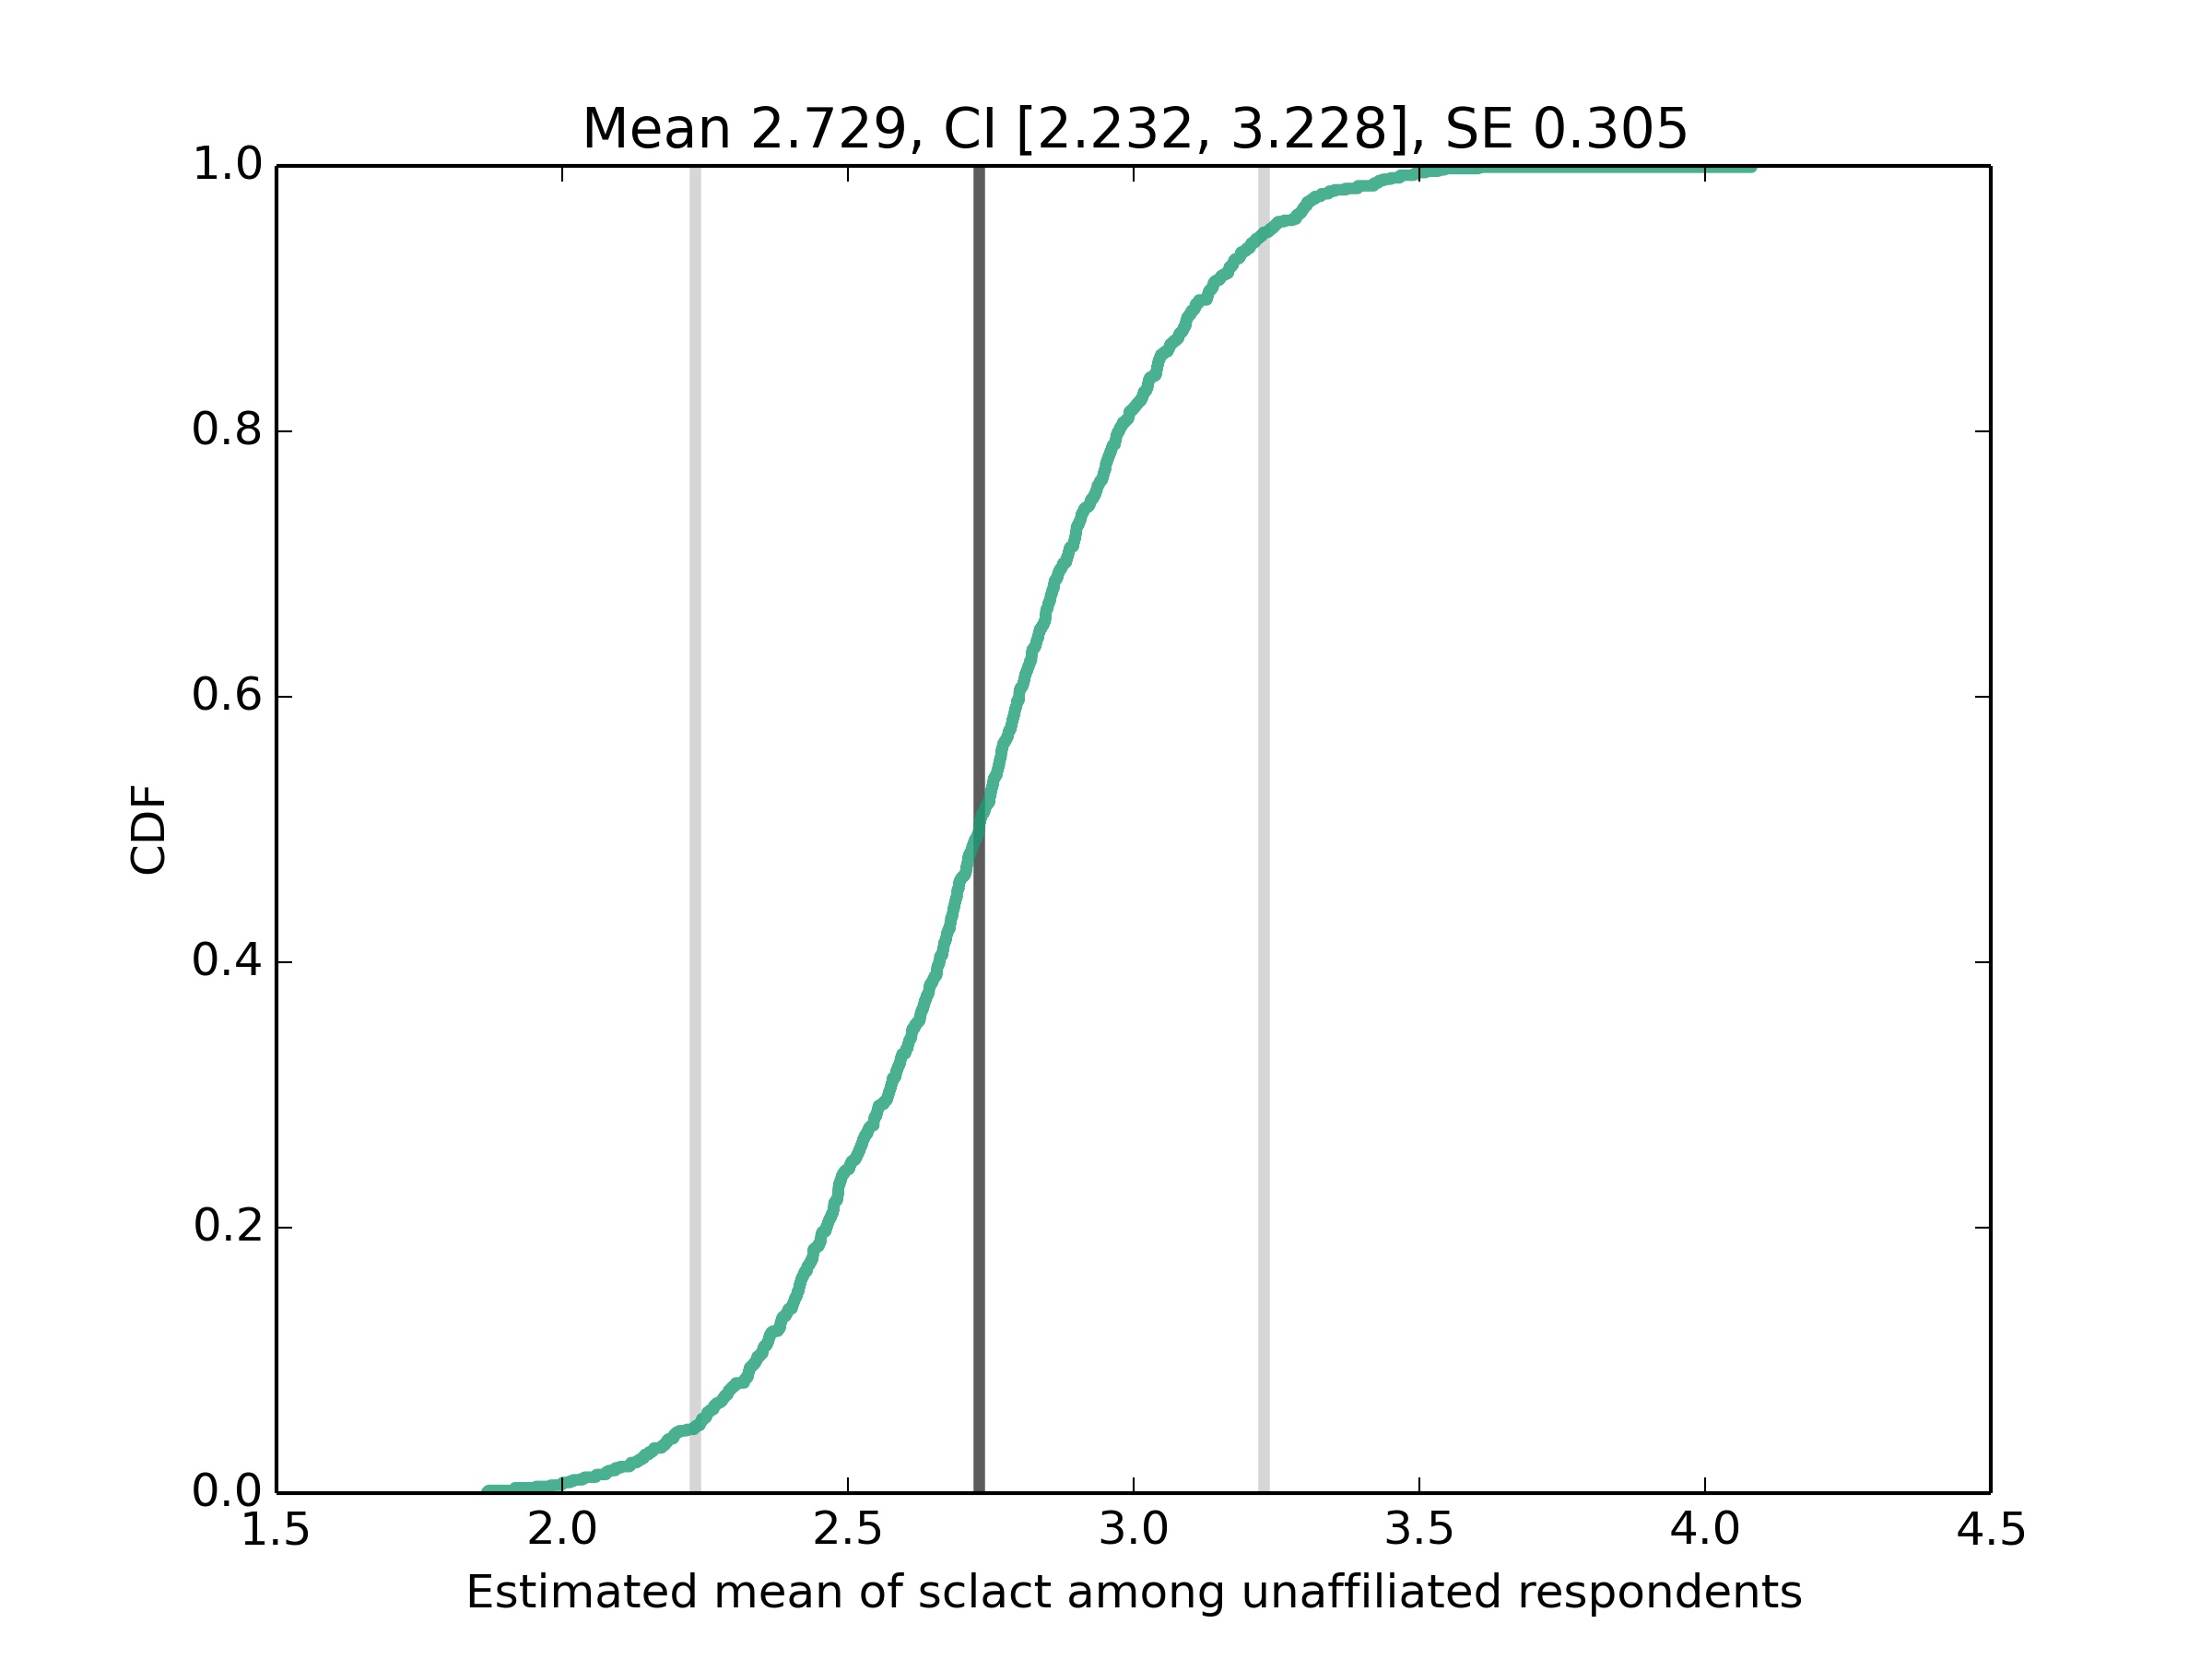 Mean 2.729, CI [2.232, 3.228], SE 0.305
1.0
0.8
0.6
0.4
0.2
0.0
CDF
1.5 2.0 2.5 3.0 3.5 4.0 4.5
Estimated mean of sclact among unaffiliated respondents